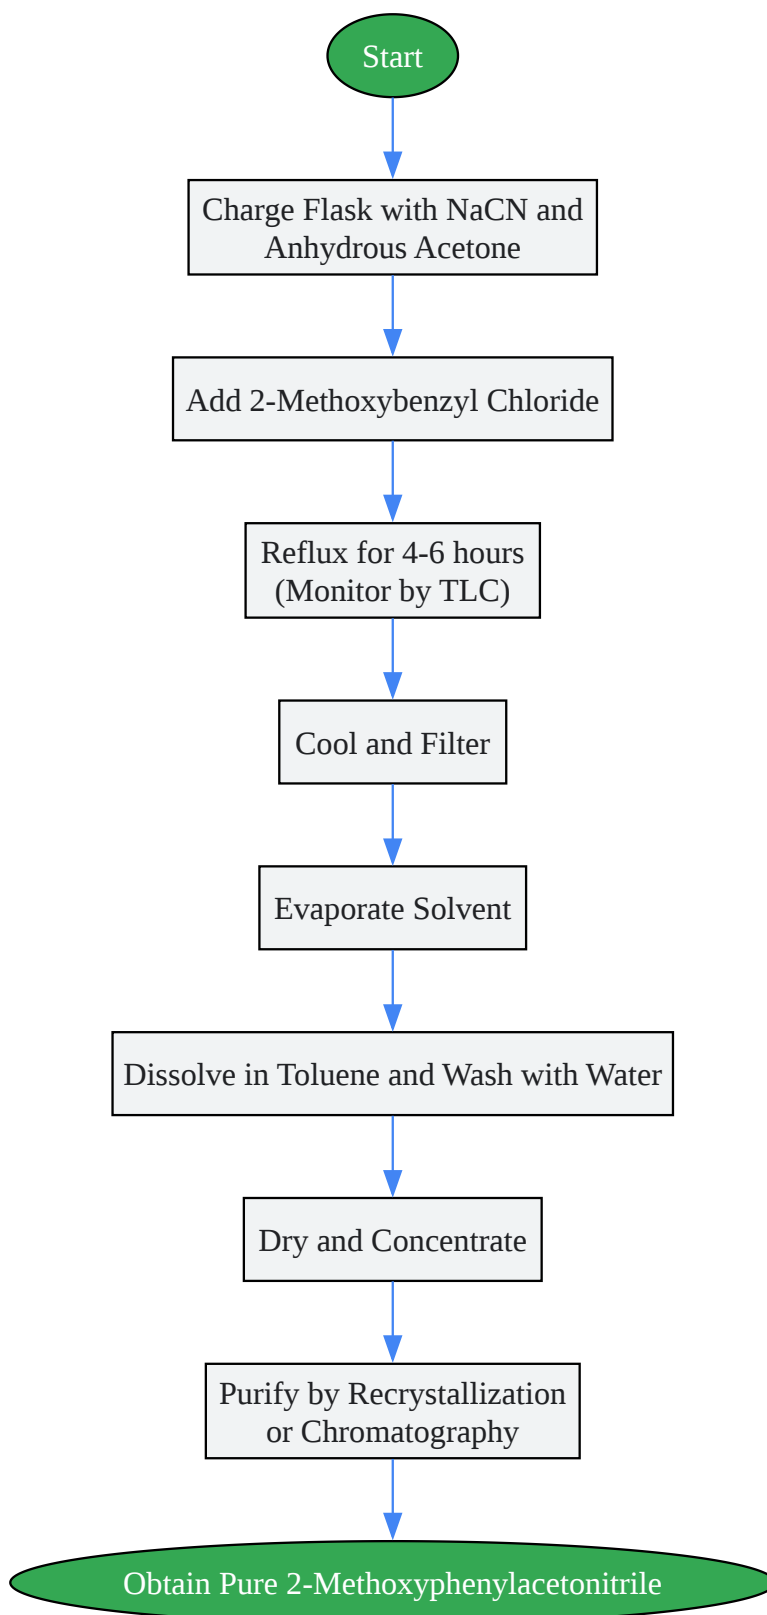 Start
Charge Flask with NaCN and
Anhydrous Acetone
Add 2-Methoxybenzyl Chloride
Reflux for 4-6 hours
(Monitor by TLC)
Cool and Filter
Evaporate Solvent
Dissolve in Toluene and Wash with Water
Dry and Concentrate
Purify by Recrystallization
or Chromatography
Obtain Pure 2-Methoxyphenylacetonitrile